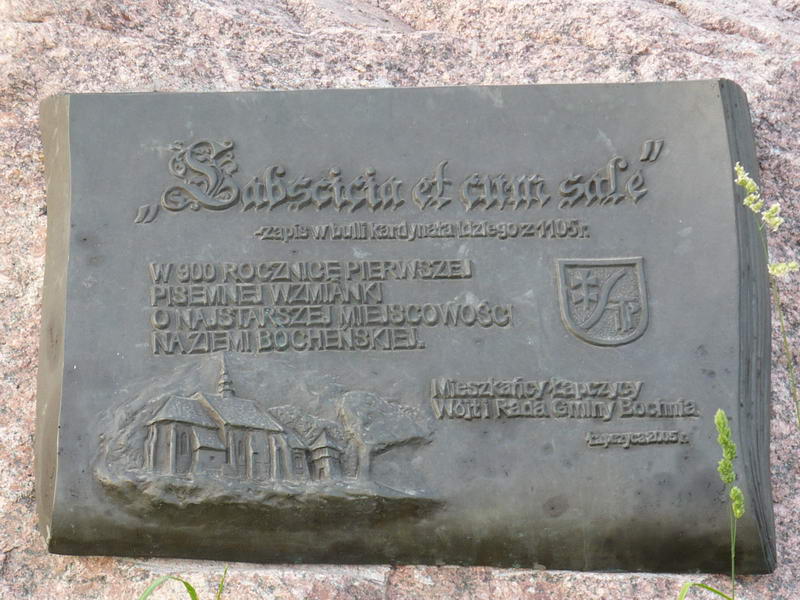 „Labscicia et cum sale”
-zapis w bulli kardynała Idziego z 1105 r.
W 900 ROCZNICĘ PIERWSZEJ
PISEMNEJ WZMIANKI
O NAJSTARSZEJ MIEJSCOWOŚCI
NA ZIEMI BOCHEŃSKIEJ.
Mieszkańcy Łapczycy
Wójt i Rada Gminy Bochnia
Łapczyca 2005 r.